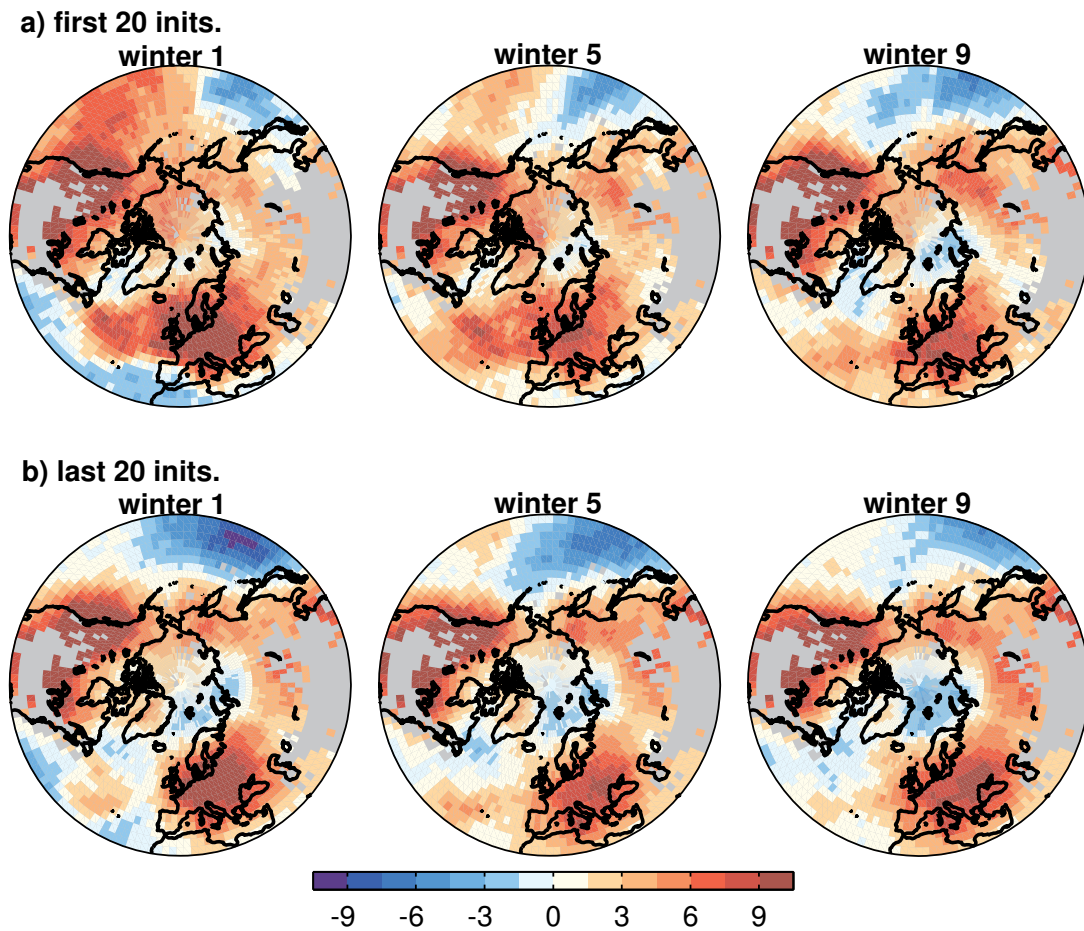 a) first 20 inits.
winter 1 winter 5 winter 9
b) last 20 inits.
winter 1 winter 5 winter 9
-9 -6 -3 0 3 6 9